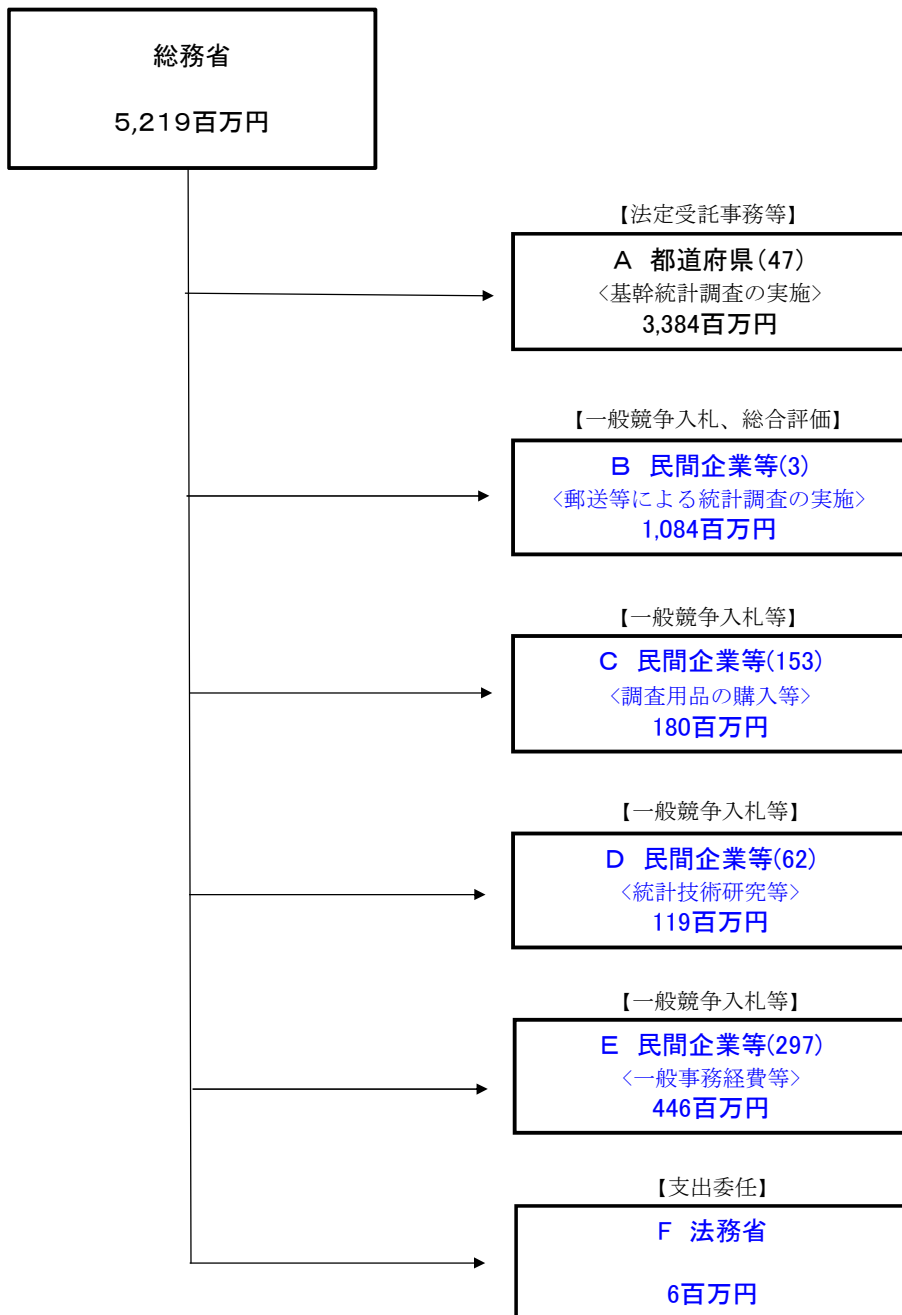 総務省
5,219百万円
【法定受託事務等】
A 都道府県(47)
＜基幹統計調査の実施＞
3,384百万円
【一般競争入札、総合評価】
B 民間企業等(3)
＜郵送等による統計調査の実施＞
1,084百万円
【一般競争入札等】
C 民間企業等(153)
＜調査用品の購入等＞
180百万円
【一般競争入札等】
D 民間企業等(62)
＜統計技術研究等＞
119百万円
【一般競争入札等】
E 民間企業等(297)
＜一般事務経費等＞
446百万円
【支出委任】
F 法務省
6百万円